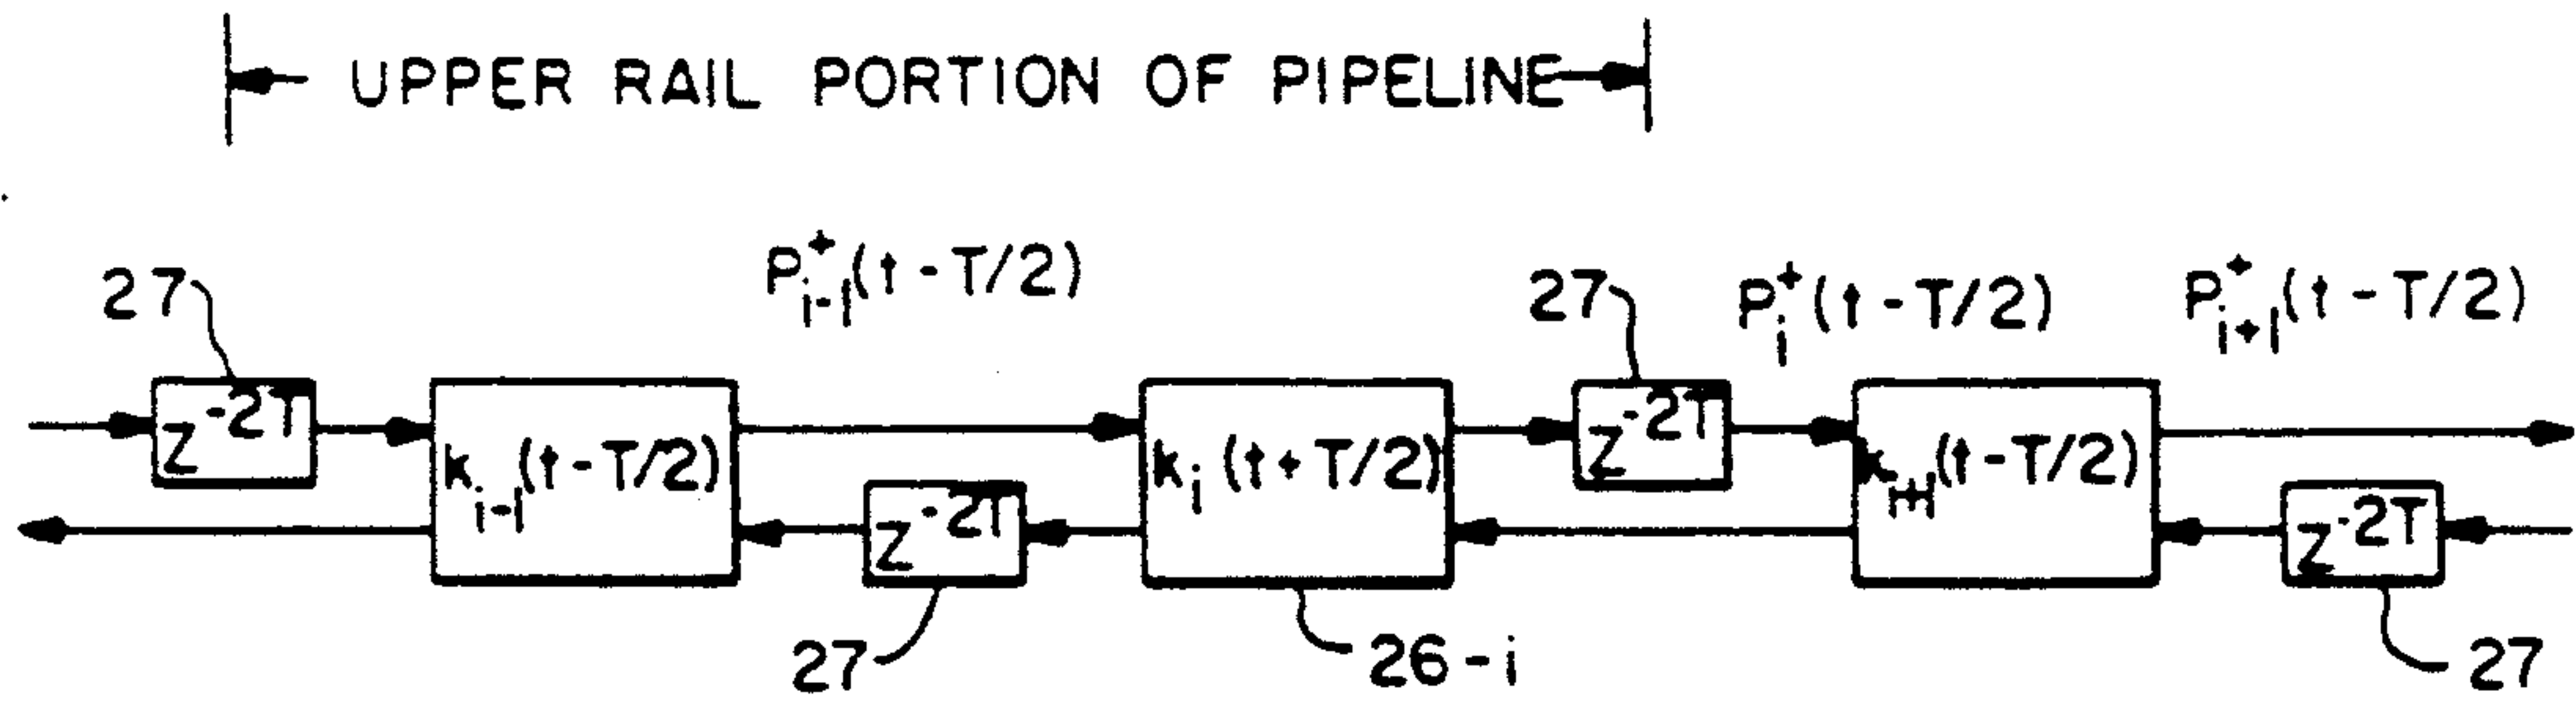 UPPER RAIL PORTION OF PIPELINE
P⁺ᵢ₋₁(t - T/2)
27
27
P⁺ᵢ(t - T/2)
P⁺ᵢ₊₁(t - T/2)
Z⁻²ᵀ
kᵢ₋₁(t - T/2)
Z⁻²ᵀ
kᵢ(t + T/2)
Z⁻²ᵀ
kᵢ₊₁(t - T/2)
Z⁻²ᵀ
27
26-i
27